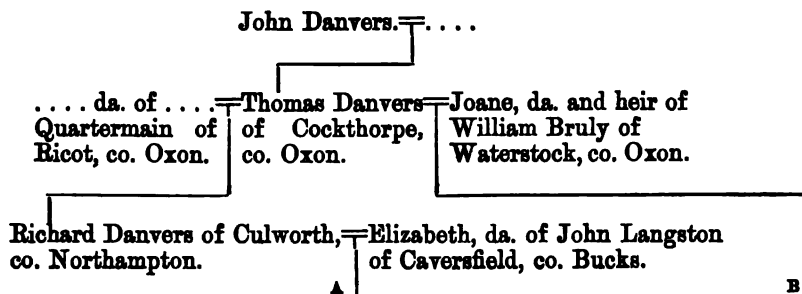 John Danvers.=. . . .
. . . . da. of . . . .=Thomas Danvers=Joane, da. and heir of
Quartermain of of Cockthorpe, William Bruly of
Ricot, co. Oxon. co. Oxon. Waterstock, co. Oxon.
Richard Danvers of Culworth,=Elizabeth, da. of John Langston
co. Northampton. of Caversfield, co. Bucks.
A B